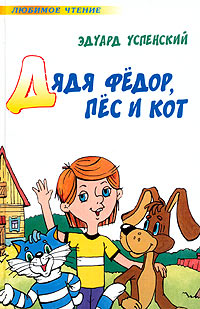 ЛЮБИМОЕ ЧТЕНИЕ
ЭДУАРД УСПЕНСКИЙ
ДЯДЯ ФЁДОР,
ПЁС И КОТ